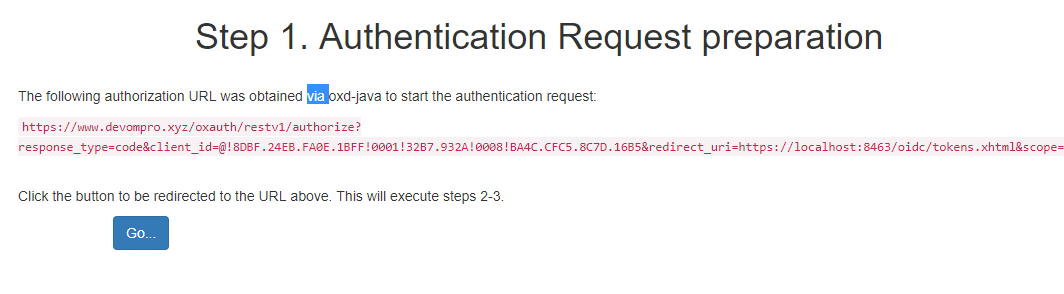 Step 1. Authentication Request preparation
The following authorization URL was obtained via oxd-java to start the authentication request:
https://www.devompro.xyz/oxauth/restv1/authorize?
response_type=code&client_id=@!8DBF.24EB.FA0E.1BFF!0001!32B7.932A!0008!BA4C.CFC5.8C7D.16B5&redirect_uri=https://localhost:8463/oidc/tokens.xhtml&scope=
Click the button to be redirected to the URL above. This will execute steps 2-3.
Go...